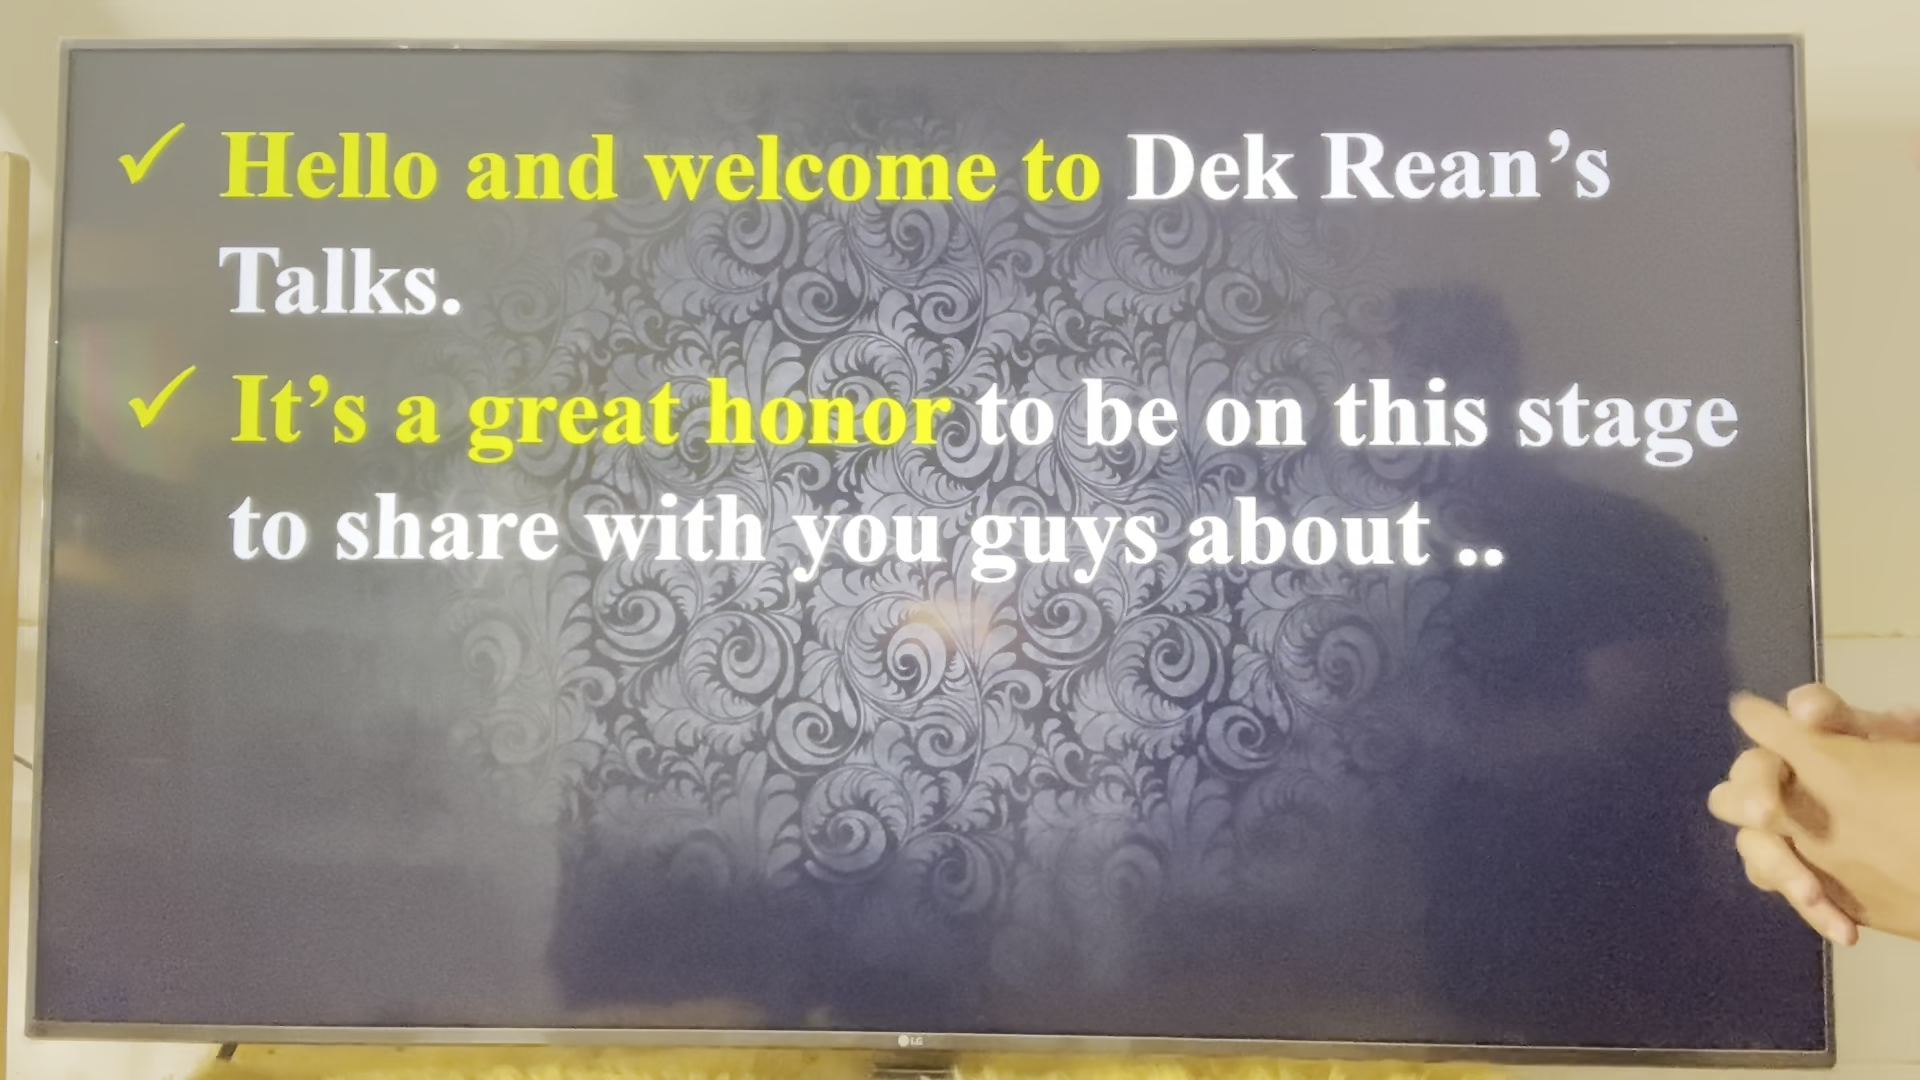 ✓ Hello and welcome to Dek Rean’s
Talks.
✓ It’s a great honor to be on this stage
to share with you guys about ..
LG